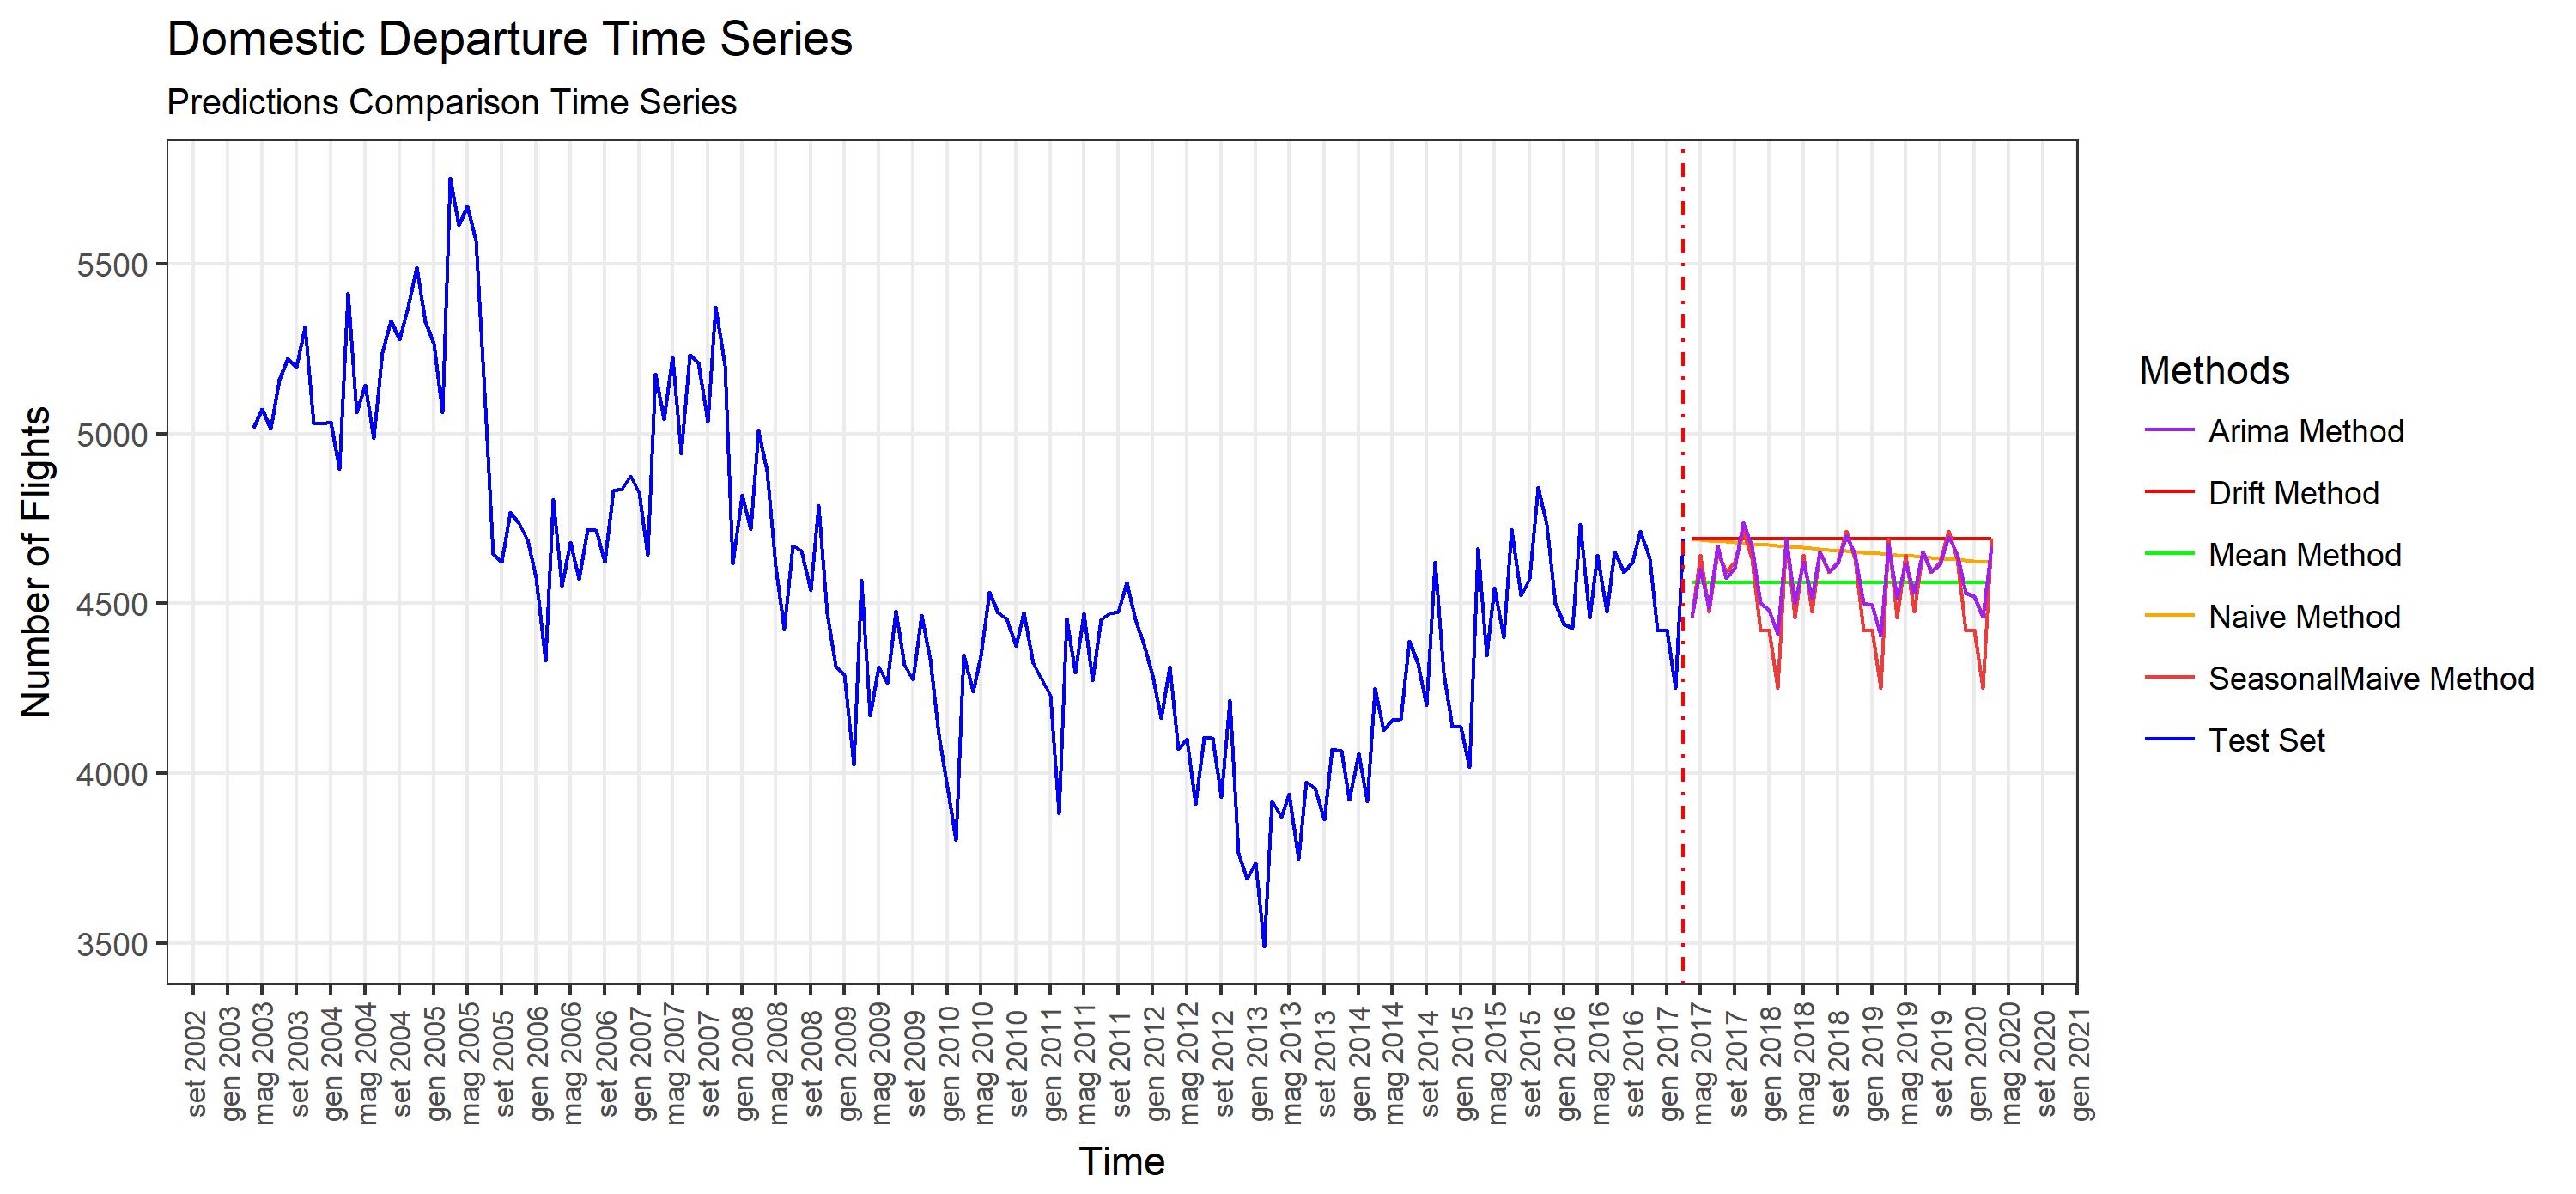 Domestic Departure Time Series
Predictions Comparison Time Series
Number of Flights
5500
5000
4500
4000
3500
set 2002
gen 2003
mag 2003
set 2003
gen 2004
mag 2004
set 2004
gen 2005
mag 2005
set 2005
gen 2006
mag 2006
set 2006
gen 2007
mag 2007
set 2007
gen 2008
mag 2008
set 2008
gen 2009
mag 2009
set 2009
gen 2010
mag 2010
set 2010
gen 2011
mag 2011
set 2011
gen 2012
mag 2012
set 2012
gen 2013
mag 2013
set 2013
gen 2014
mag 2014
set 2014
gen 2015
mag 2015
set 2015
gen 2016
mag 2016
set 2016
gen 2017
mag 2017
set 2017
gen 2018
mag 2018
set 2018
gen 2019
mag 2019
set 2019
gen 2020
mag 2020
set 2020
gen 2021
Time
Methods
Arima Method
Drift Method
Mean Method
Naive Method
SeasonalMaive Method
Test Set